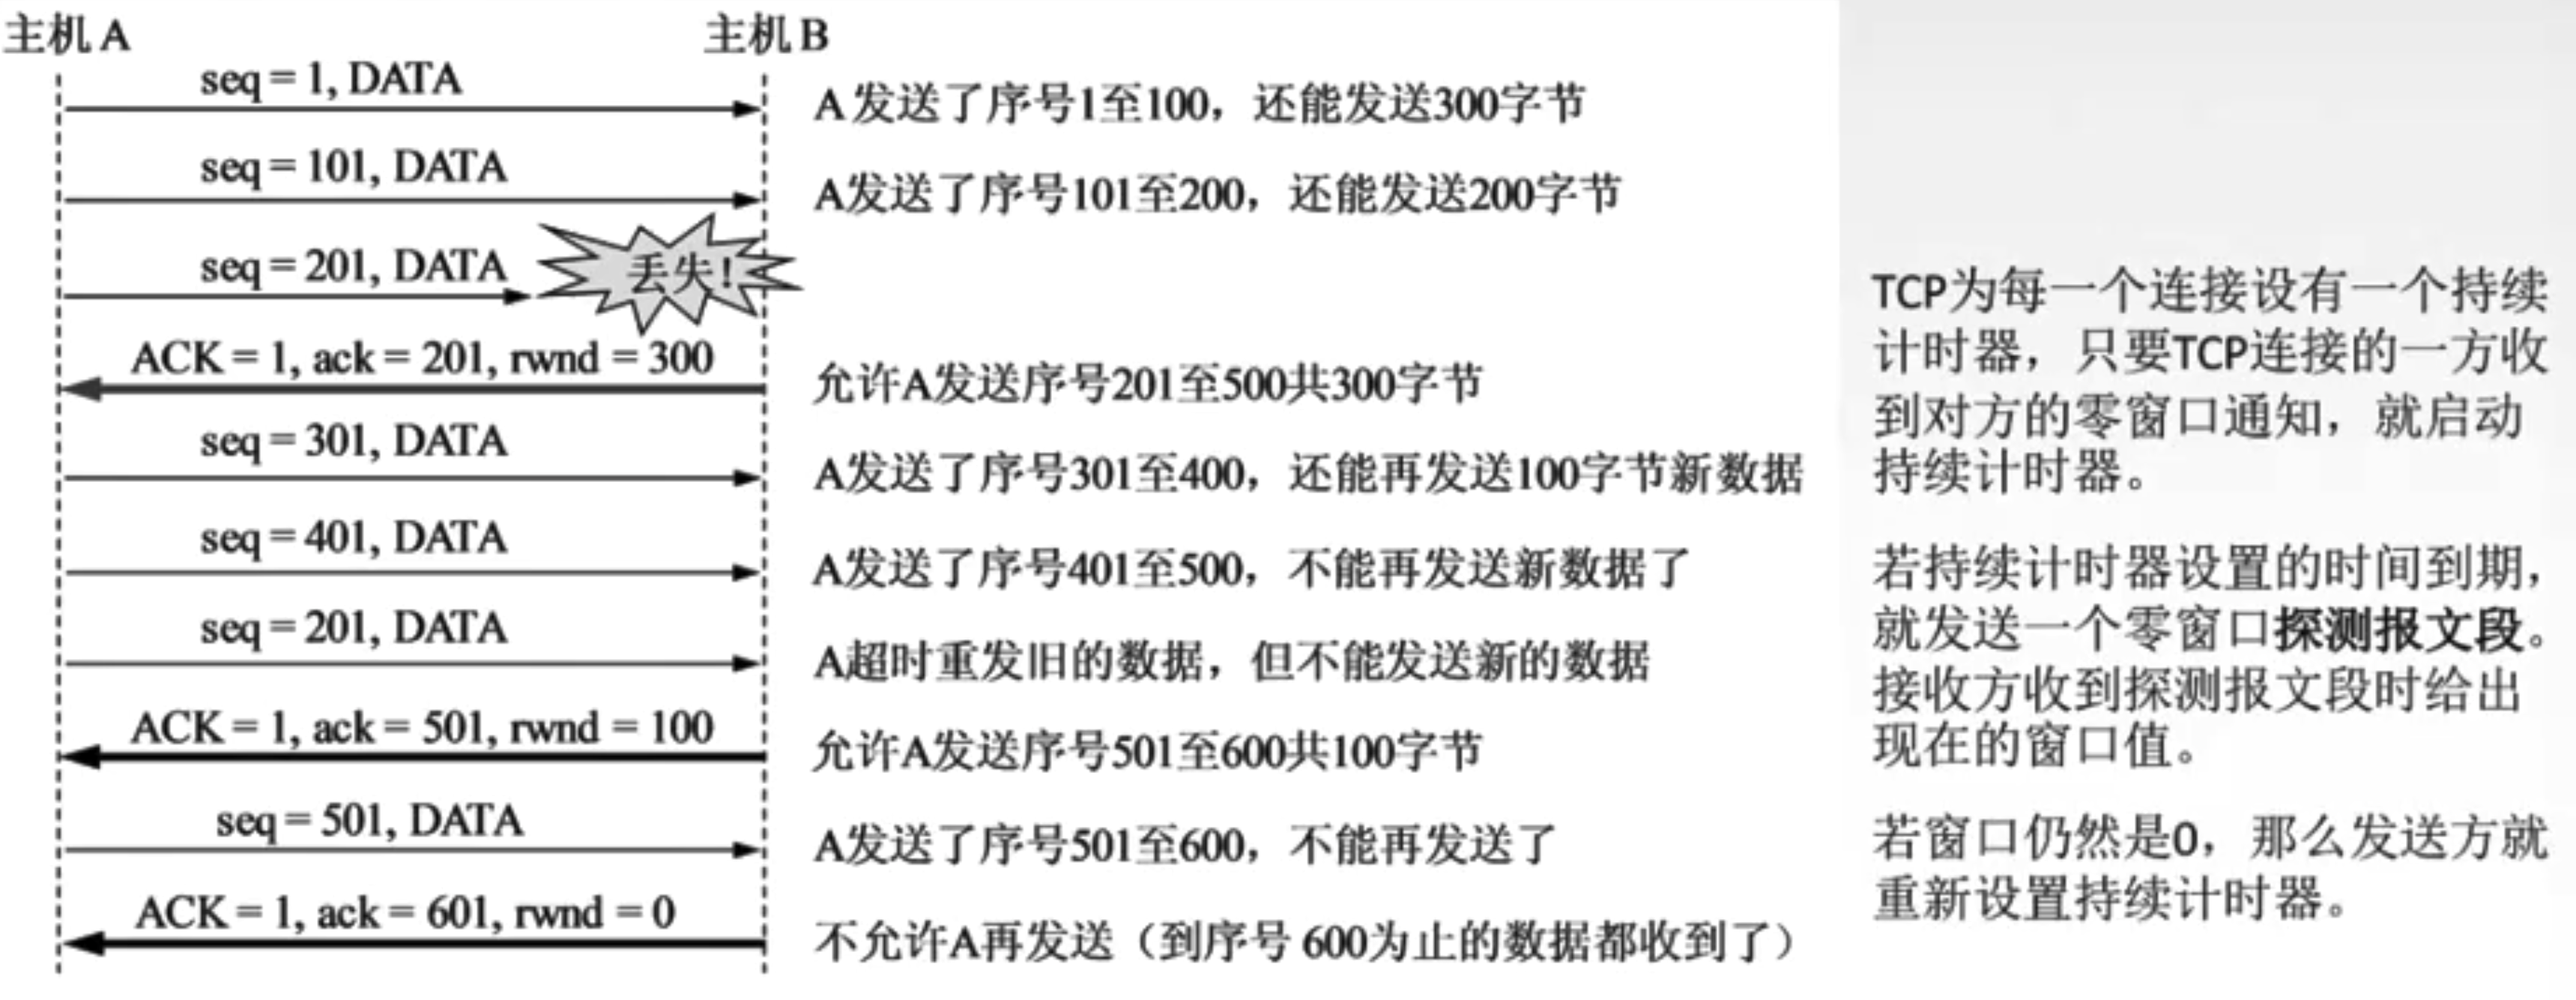 主机A
主机B
seq = 1, DATA
A发送了序号1至100，还能发送300字节
seq = 101, DATA
A发送了序号101至200，还能发送200字节
seq = 201, DATA
丢失！
ACK = 1, ack = 201, rwnd = 300
允许A发送序号201至500共300字节
seq = 301, DATA
A发送了序号301至400，还能再发送100字节新数据
seq = 401, DATA
A发送了序号401至500，不能再发送新数据了
seq = 201, DATA
A超时重发旧的数据，但不能发送新的数据
ACK = 1, ack = 501, rwnd = 100
允许A发送序号501至600共100字节
seq = 501, DATA
A发送了序号501至600，不能再发送了
ACK = 1, ack = 601, rwnd = 0
不允许A再发送（到序号 600为止的数据都收到了）
TCP为每一个连接设有一个持续
计时器，只要TCP连接的一方收
到对方的零窗口通知，就启动
持续计时器。
若持续计时器设置的时间到期，
就发送一个零窗口探测报文段。
接收方收到探测报文段时给出
现在的窗口值。
若窗口仍然是0，那么发送方就
重新设置持续计时器。